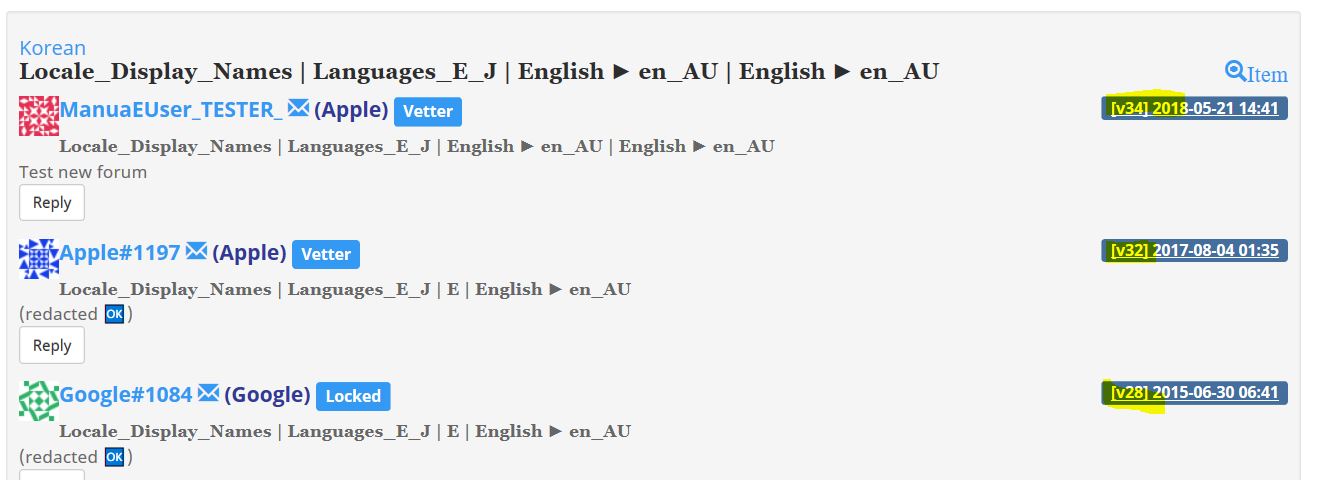 Korean
Locale_Display_Names | Languages_E_J | English ► en_AU | English ► en_AU
Item
ManuaEUser_TESTER_ (Apple) Vetter [v34] 2018-05-21 14:41
Locale_Display_Names | Languages_E_J | English ► en_AU | English ► en_AU
Test new forum
Reply
Apple#1197 (Apple) Vetter [v32] 2017-08-04 01:35
Locale_Display_Names | Languages_E_J | E | English ► en_AU
(redacted OK)
Reply
Google#1084 (Google) Locked [v28] 2015-06-30 06:41
Locale_Display_Names | Languages_E_J | E | English ► en_AU
(redacted OK)